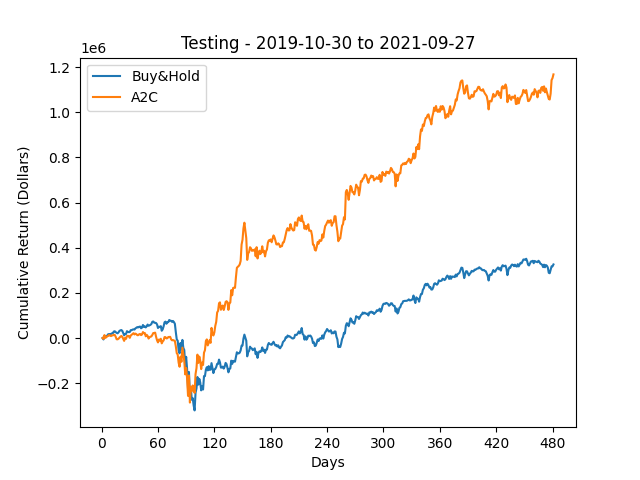 Testing - 2019-10-30 to 2021-09-27
1e6
Buy&Hold
A2C
Cumulative Return (Dollars)
1.2
1.0
0.8
0.6
0.4
0.2
0.0
−0.2
0 60 120 180 240 300 360 420 480
Days